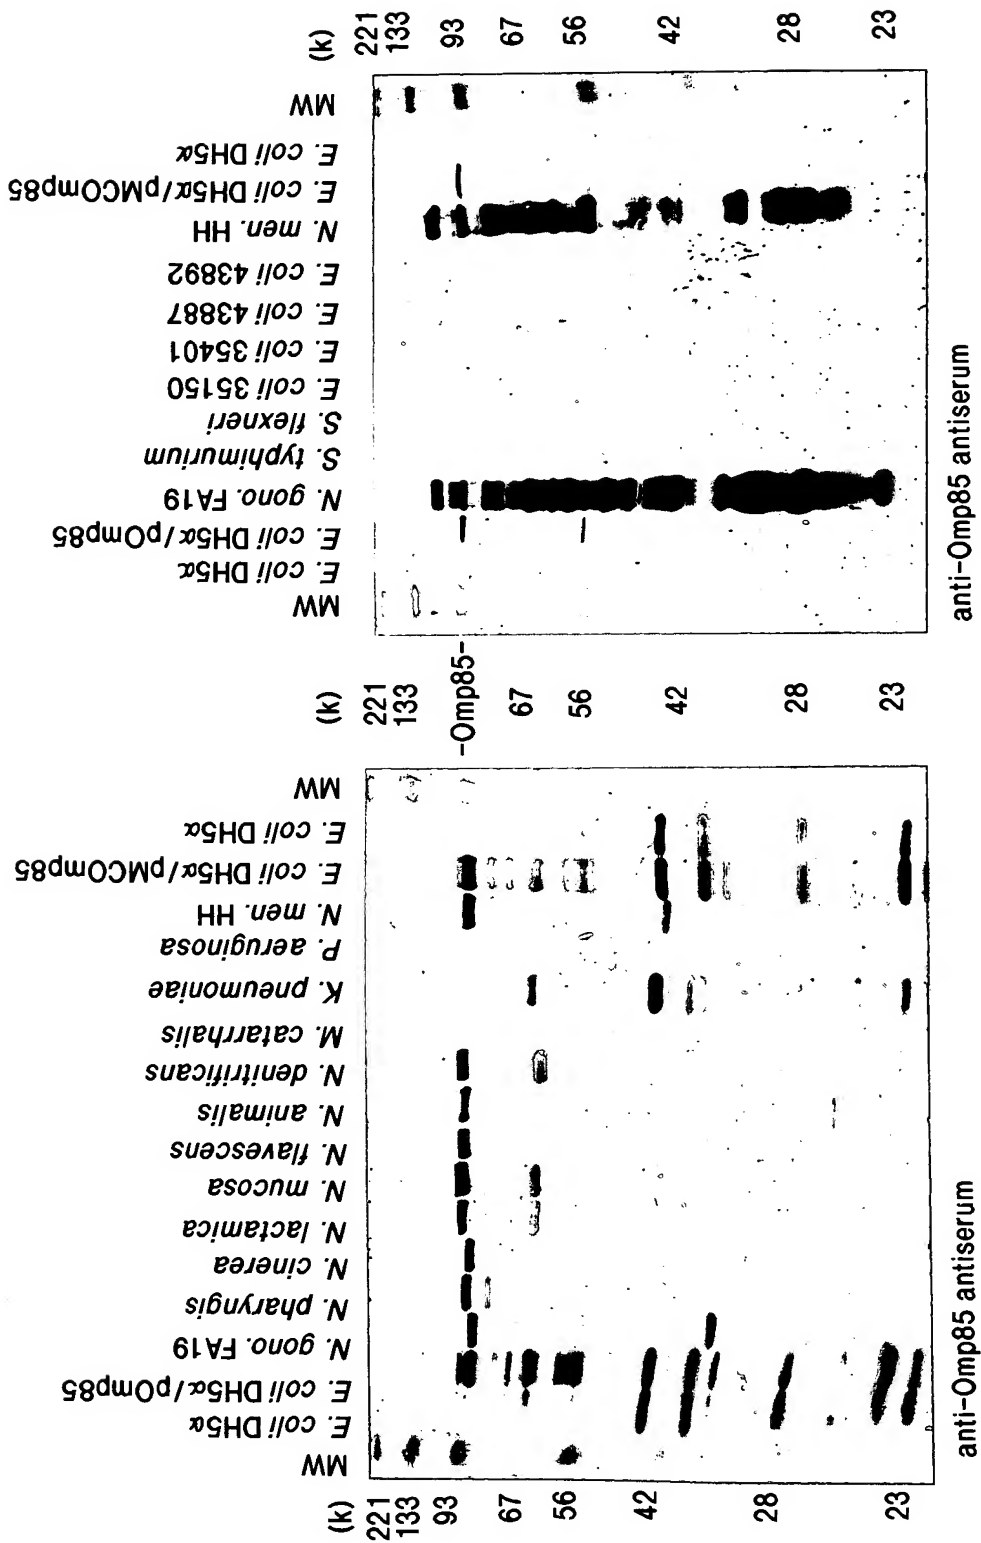 MW
E. coli DH5α
E. coli DH5α/pOmp85
N. gono. FA19
N. pharyngis
N. cinerea
N. lactamica
N. mucosa
N. flavescens
N. animalis
N. denitrificans
M. catarrhalis
K. pneumoniae
P. aeruginosa
N. men. HH
E. coli DH5α/pMCOmp85
E. coli DH5α
MW
(k)
221
133
93
67
56
42
28
23
(k)
221
133
-Omp85-
67
56
42
28
23
anti-Omp85 antiserum
MW
E. coli DH5α
E. coli DH5α/pOmp85
N. gono. FA19
S. typhimurium
S. flexneri
E. coli 35150
E. coli 35401
E. coli 43887
E. coli 43892
N. men. HH
E. coli DH5α/pMCOmp85
E. coli DH5α
MW
(k)
221
133
93
67
56
42
28
23
anti-Omp85 antiserum